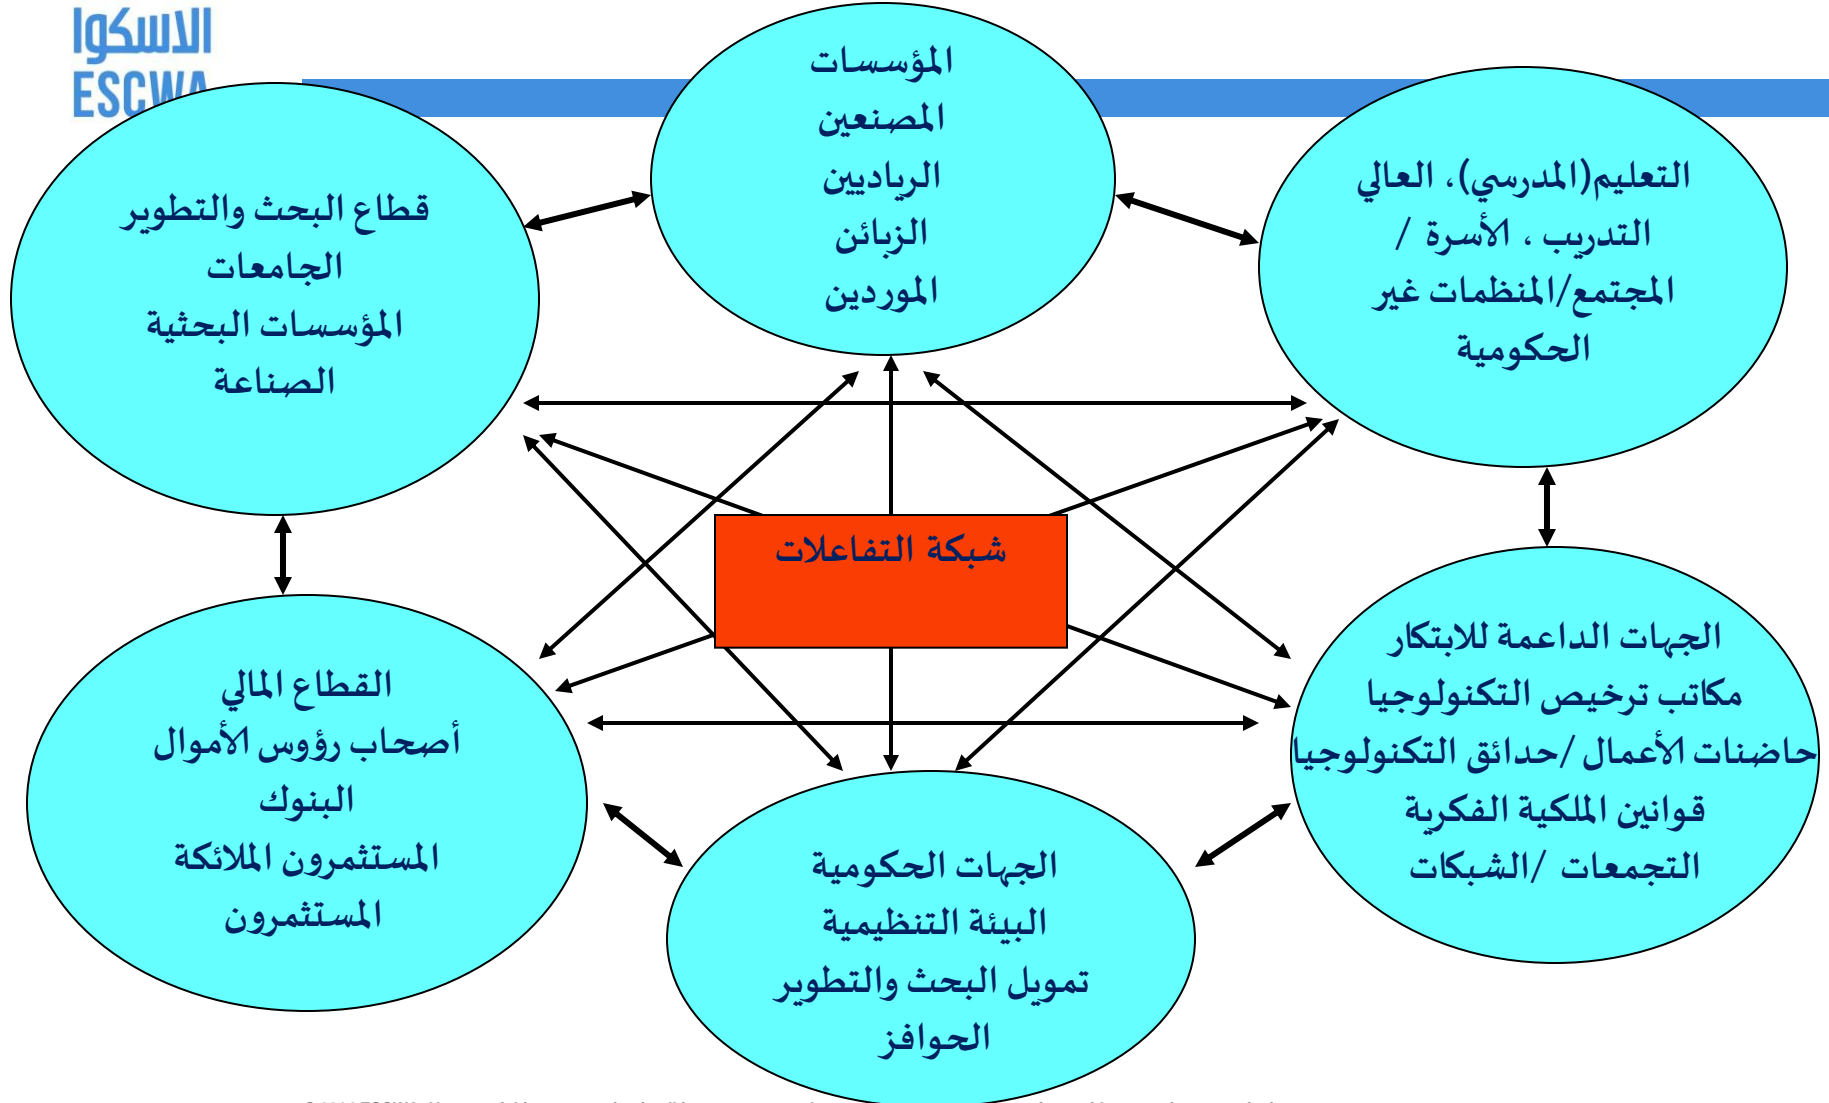 الاسكوا
ESCWA
المؤسسات
المصنعين
الرياديين
الزبائن
الموردين
التعليم(المدرسي)، العالي
التدريب ، الأسرة /
المجتمع/المنظمات غير
الحكومية
قطاع البحث والتطوير
الجامعات
المؤسسات البحثية
الصناعة
شبكة التفاعلات
الجهات الداعمة للابتكار
مكاتب ترخيص التكنولوجيا
حاضنات الأعمال /حدائق التكنولوجيا
قوانين الملكية الفكرية
التجمعات /الشبكات
القطاع المالي
أصحاب رؤوس الأموال
البنوك
المستثمرون الملائكة
المستثمرون
الجهات الحكومية
البيئة التنظيمية
تمويل البحث والتطوير
الحوافز